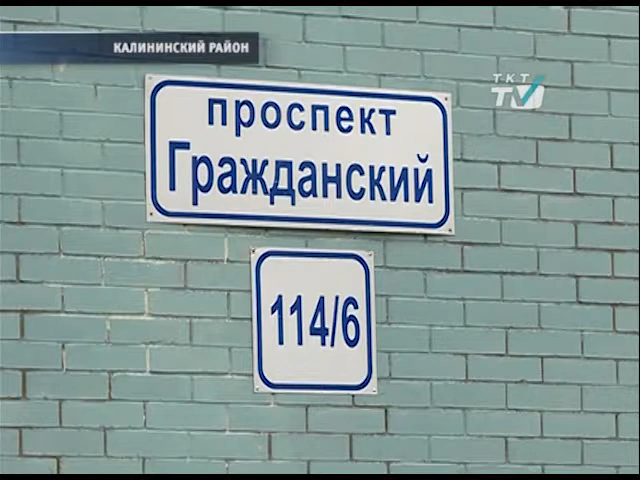 КАЛИНИНСКИЙ РАЙОН
ТКТ
TV
проспект
Гражданский
114/6